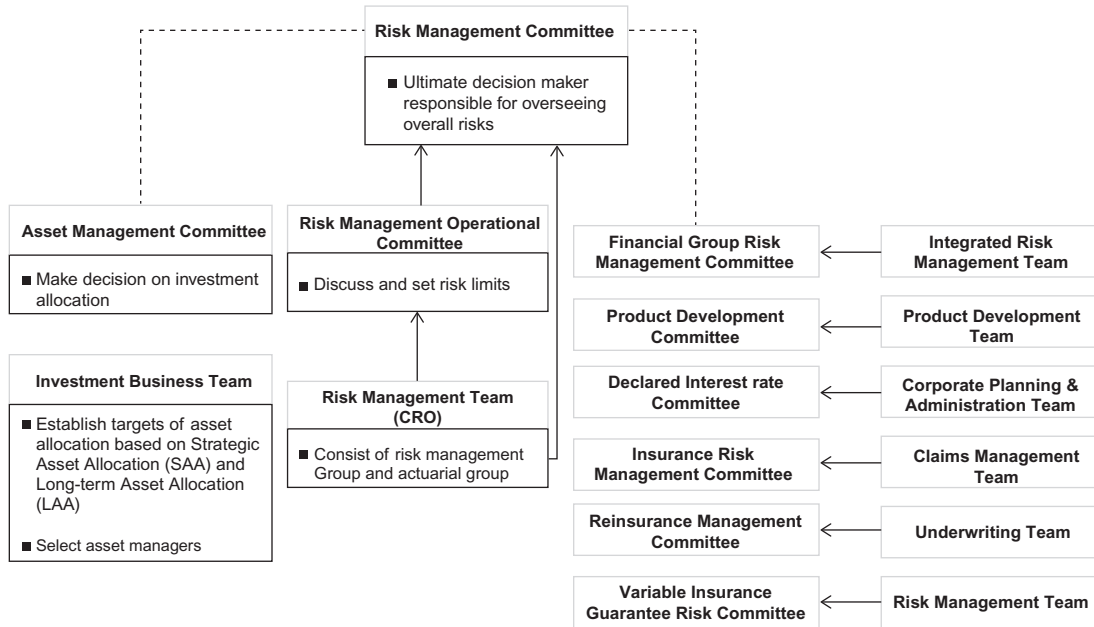 Risk Management Committee
■ Ultimate decision maker
responsible for overseeing
overall risks
Asset Management Committee
■ Make decision on investment
allocation
Investment Business Team
■ Establish targets of asset
allocation based on Strategic
Asset Allocation (SAA) and
Long-term Asset Allocation
(LAA)
■ Select asset managers
Risk Management Operational
Committee
■ Discuss and set risk limits
Risk Management Team
(CRO)
■ Consist of risk management
Group and actuarial group
Financial Group Risk
Management Committee
Integrated Risk
Management Team
Product Development
Committee
Product Development
Team
Declared Interest rate
Committee
Corporate Planning &
Administration Team
Insurance Risk
Management Committee
Claims Management
Team
Reinsurance Management
Committee
Underwriting Team
Variable Insurance
Guarantee Risk Committee
Risk Management Team